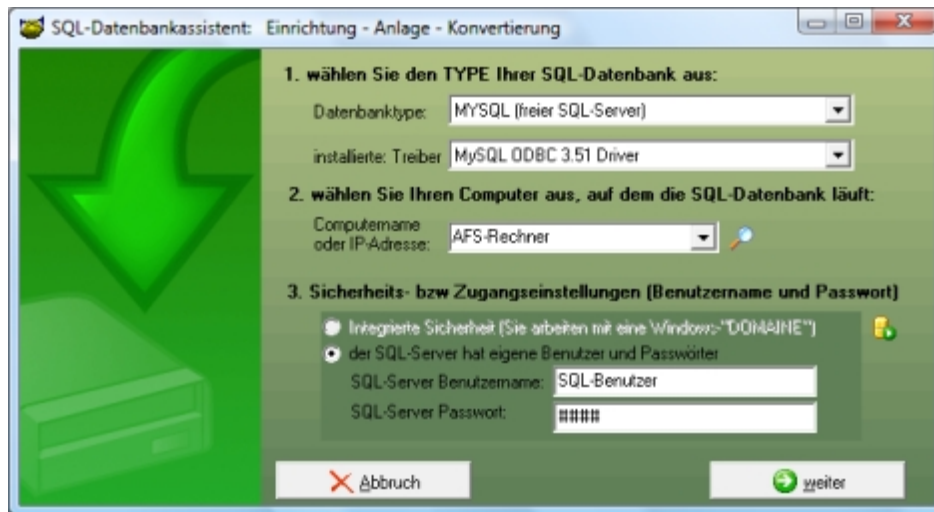 SQL-Datenbankassistent: Einrichtung - Anlage - Konvertierung
1. wählen Sie den TYPE Ihrer SQL-Datenbank aus:
Datenbanktype: MYSQL (freier SQL-Server)
installierte: Treiber MySQL ODBC 3.51 Driver
2. wählen Sie Ihren Computer aus, auf dem die SQL-Datenbank läuft:
Computername
oder IP-Adresse: AFS-Rechner
3. Sicherheits- bzw Zugangseinstellungen (Benutzername und Passwort)
Integrierte Sicherheit (Sie arbeiten mit eine Windows-"DOMAINE")
der SQL-Server hat eigene Benutzer und Passwörter
SQL-Server Benutzername: SQL-Benutzer
SQL-Server Passwort: ####
Abbruch
weiter